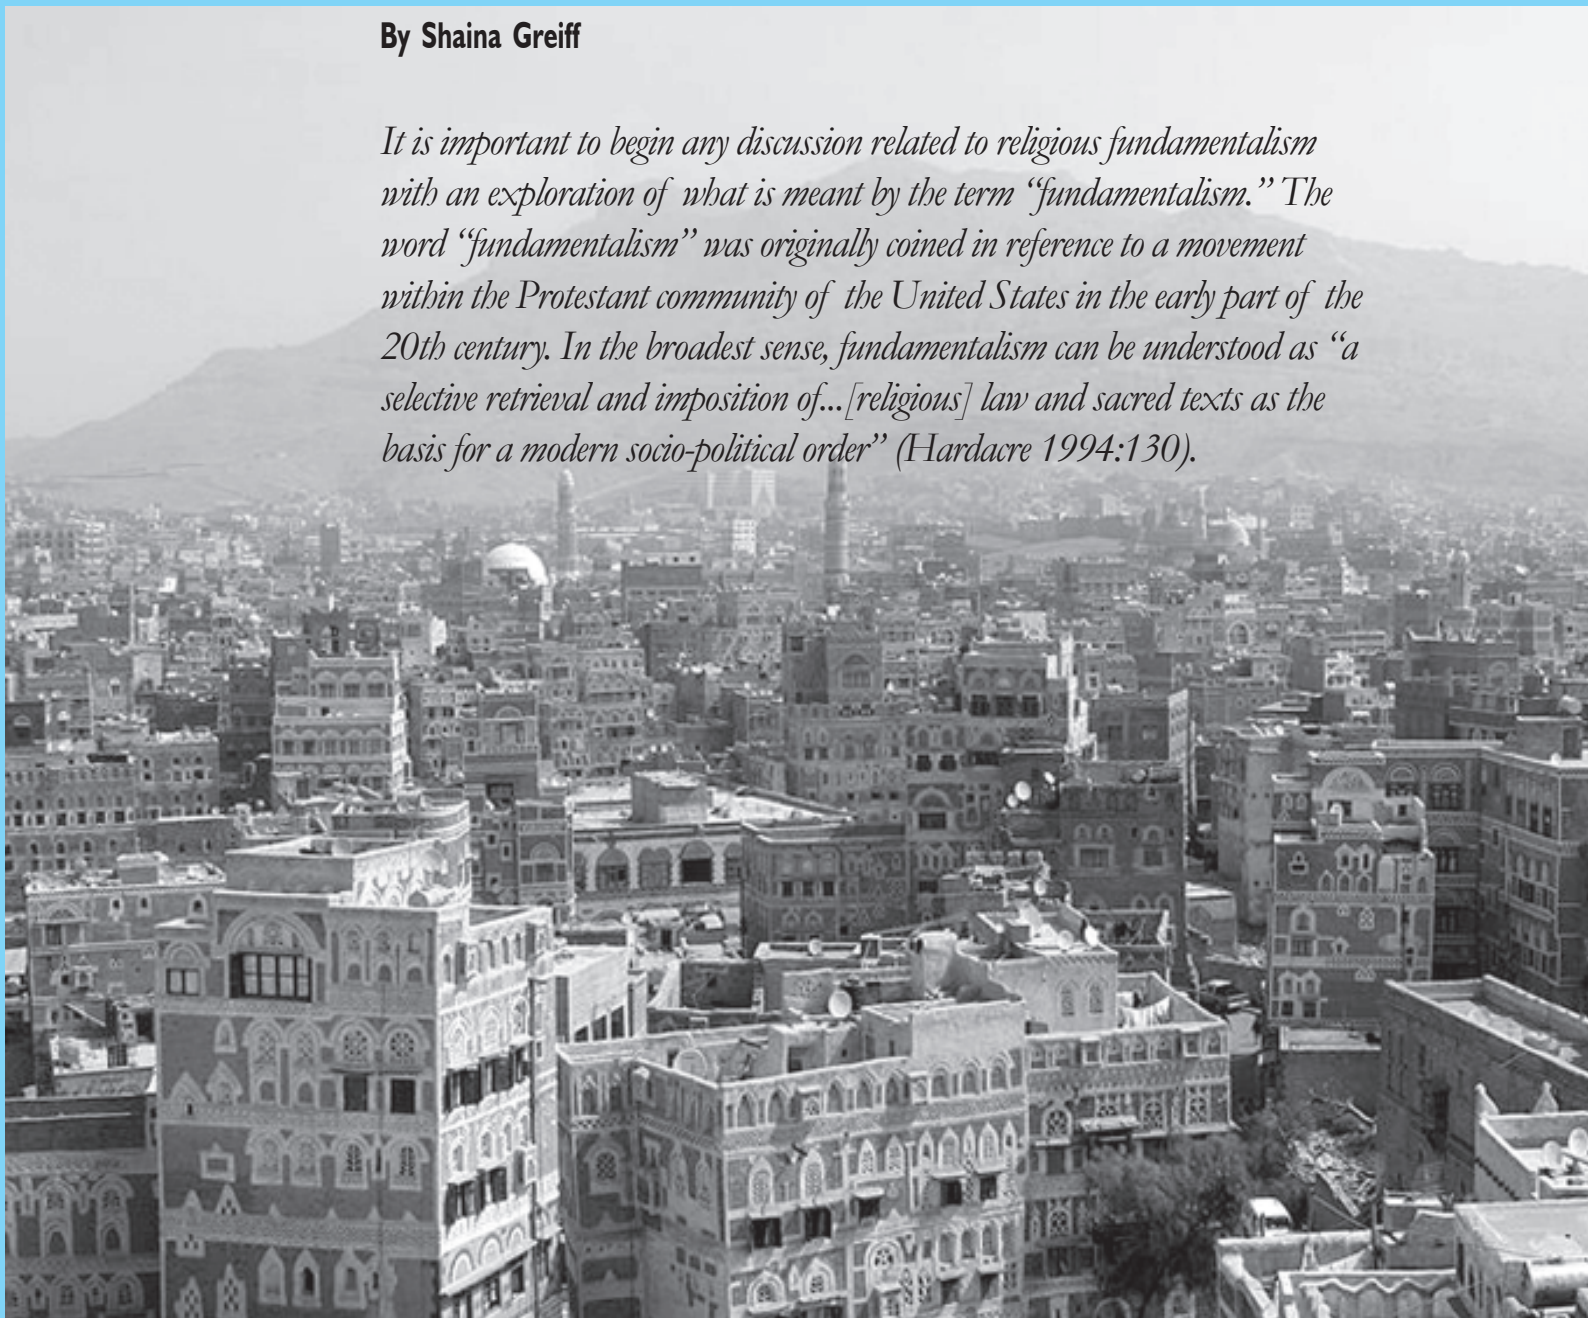 By Shaina Greiff
It is important to begin any discussion related to religious fundamentalism
with an exploration of what is meant by the term “fundamentalism.” The
word “fundamentalism” was originally coined in reference to a movement
within the Protestant community of the United States in the early part of the
20th century. In the broadest sense, fundamentalism can be understood as “a
selective retrieval and imposition of...[religious] law and sacred texts as the
basis for a modern socio-political order” (Hardacre 1994:130).